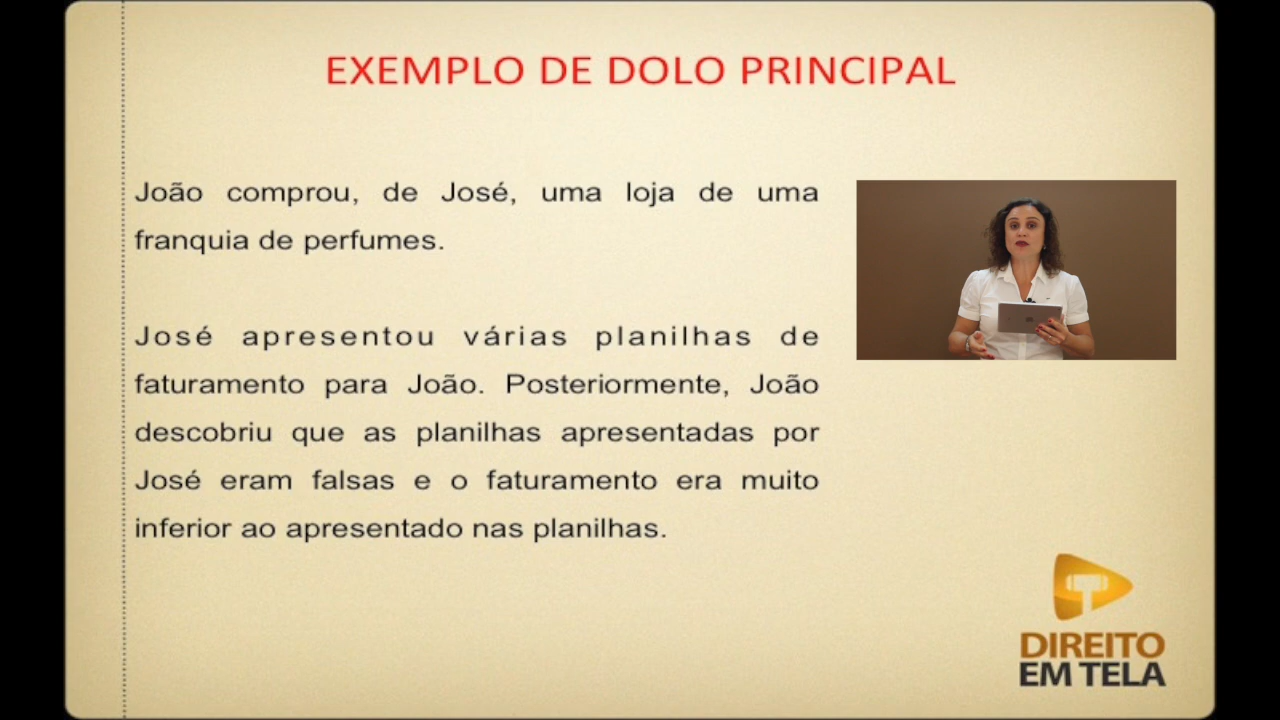 EXEMPLO DE DOLO PRINCIPAL
João comprou, de José, uma loja de uma
franquia de perfumes.
José apresentou várias planilhas de
faturamento para João. Posteriormente, João
descobriu que as planilhas apresentadas por
José eram falsas e o faturamento era muito
inferior ao apresentado nas planilhas.
DIREITO
EM TELA